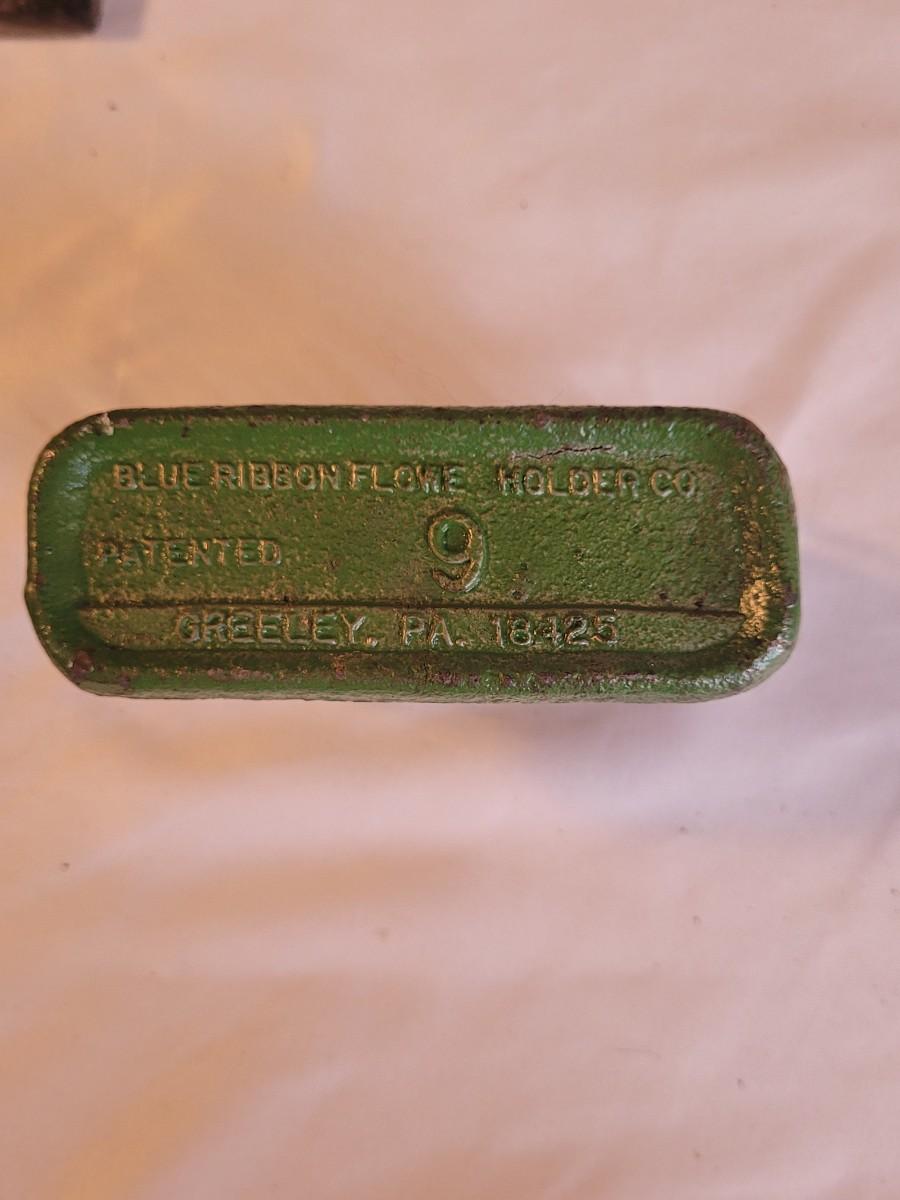 BLUE RIBBON FLOWE HOLDER CO.
PATENTED 9
GREELEY, PA. 18425